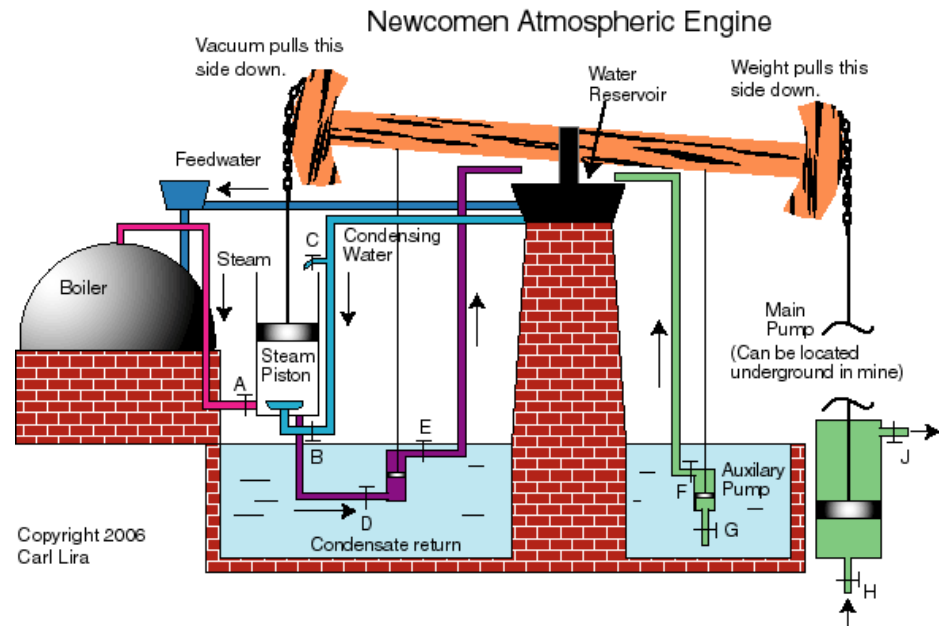 Newcomen Atmospheric Engine
Vacuum pulls this
side down.
Water
Reservoir
Weight pulls this
side down.
Feedwater
C
Condensing
Water
Steam
Boiler
Main
Pump
(Can be located
underground in mine)
Steam
Piston
A
B
E
D
F
Auxilary
Pump
G
J
H
Condensate return
Copyright 2006
Carl Lira